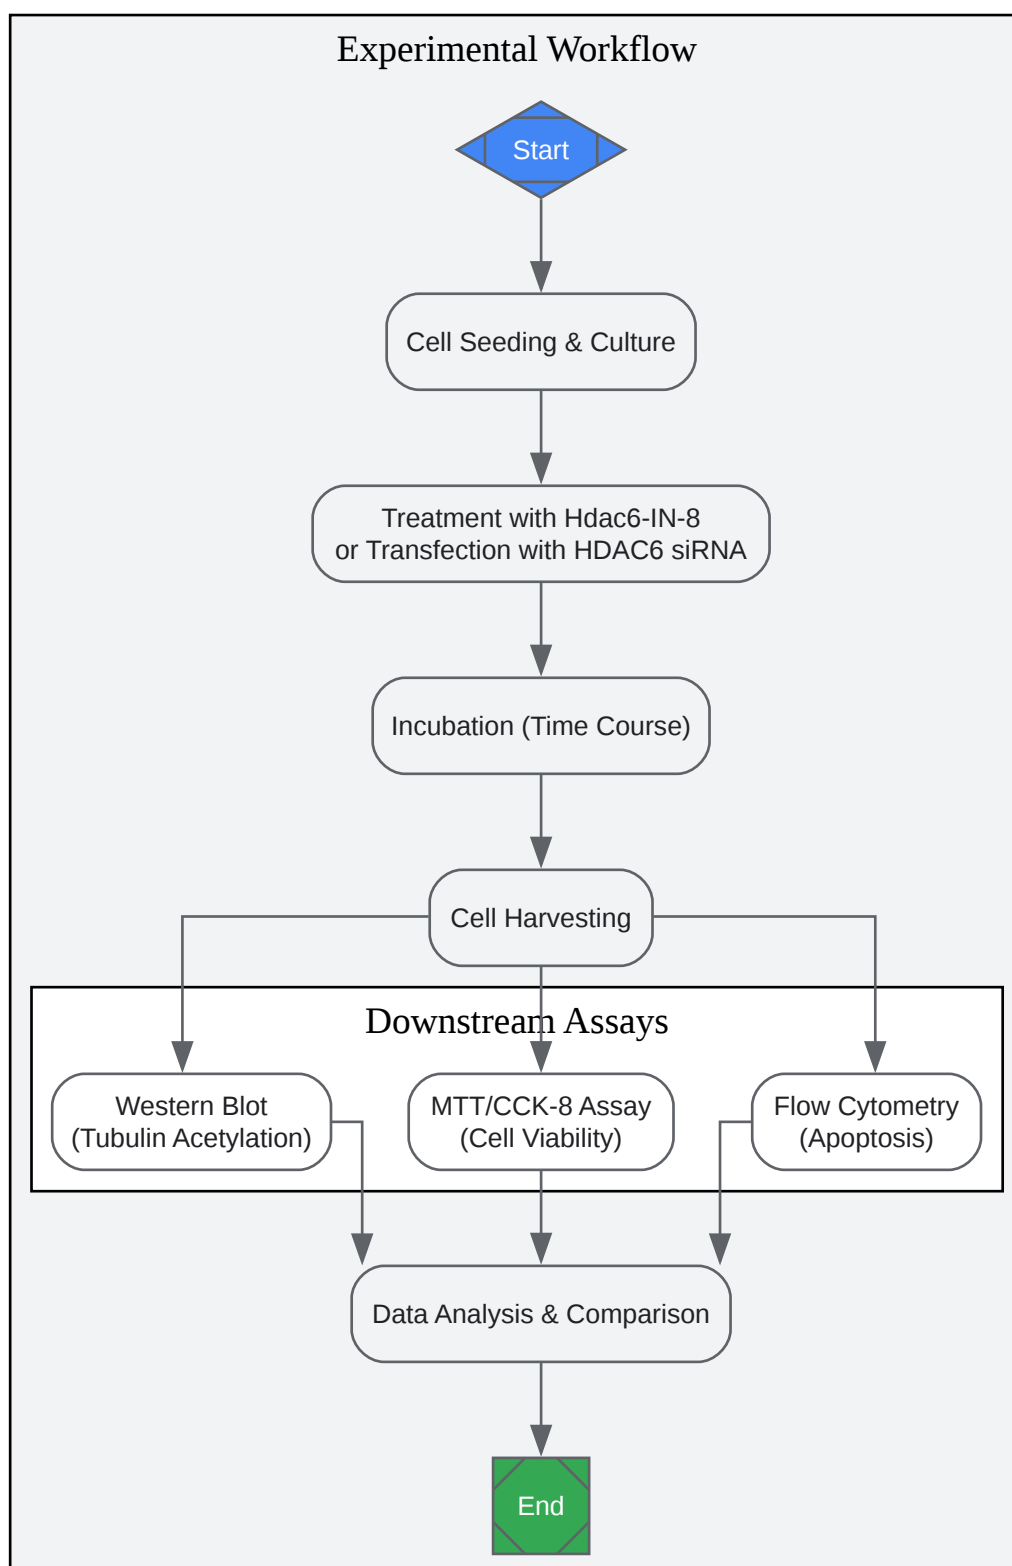 Experimental Workflow
Start
Cell Seeding & Culture
Treatment with Hdac6-IN-8
or Transfection with HDAC6 siRNA
Incubation (Time Course)
Cell Harvesting
Downstream Assays
Western Blot
(Tubulin Acetylation)
MTT/CCK-8 Assay
(Cell Viability)
Flow Cytometry
(Apoptosis)
Data Analysis & Comparison
End